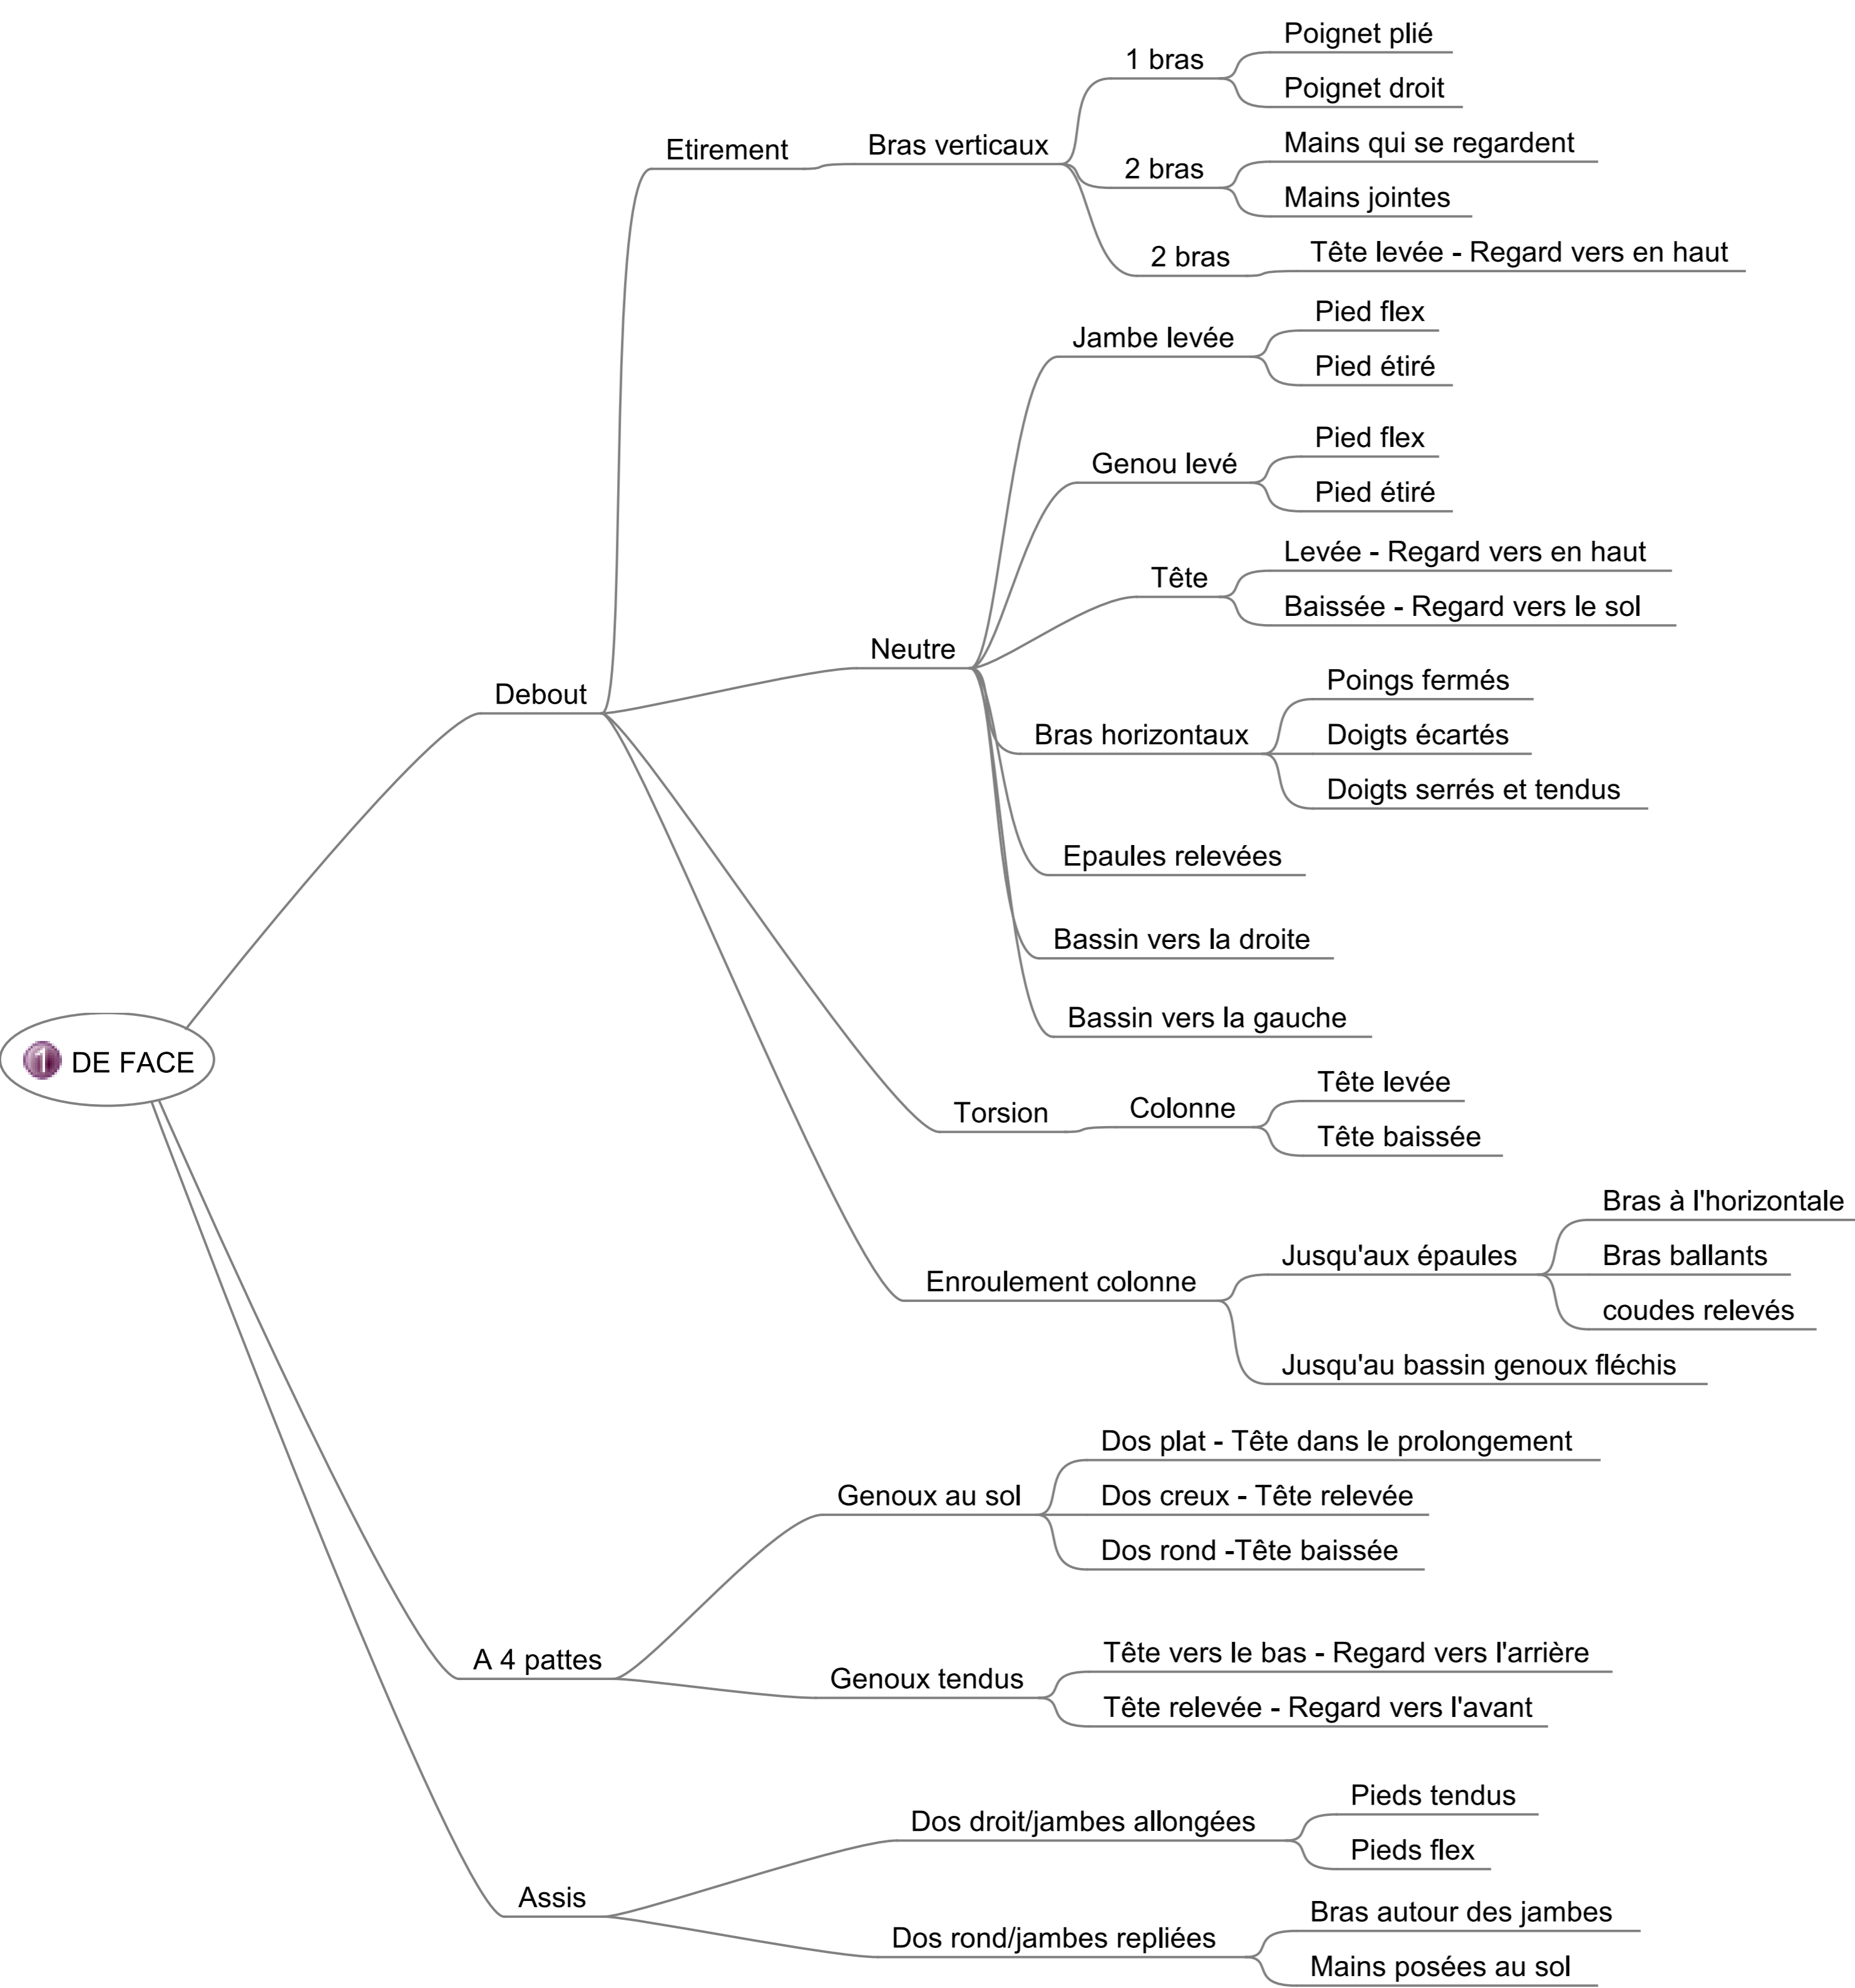 1 DE FACE
Debout
Etirement
Bras verticaux
1 bras
Poignet plié
Poignet droit
2 bras
Mains qui se regardent
Mains jointes
2 bras
Tête levée - Regard vers en haut
Neutre
Jambe levée
Pied flex
Pied étiré
Genou levé
Pied flex
Pied étiré
Tête
Levée - Regard vers en haut
Baissée - Regard vers le sol
Bras horizontaux
Poings fermés
Doigts écartés
Doigts serrés et tendus
Epaules relevées
Bassin vers la droite
Bassin vers la gauche
Torsion
Colonne
Tête levée
Tête baissée
Enroulement colonne
Jusqu'aux épaules
Bras à l'horizontale
Bras ballants
coudes relevés
Jusqu'au bassin genoux fléchis
A 4 pattes
Genoux au sol
Dos plat - Tête dans le prolongement
Dos creux - Tête relevée
Dos rond -Tête baissée
Genoux tendus
Tête vers le bas - Regard vers l'arrière
Tête relevée - Regard vers l'avant
Assis
Dos droit/jambes allongées
Pieds tendus
Pieds flex
Dos rond/jambes repliées
Bras autour des jambes
Mains posées au sol